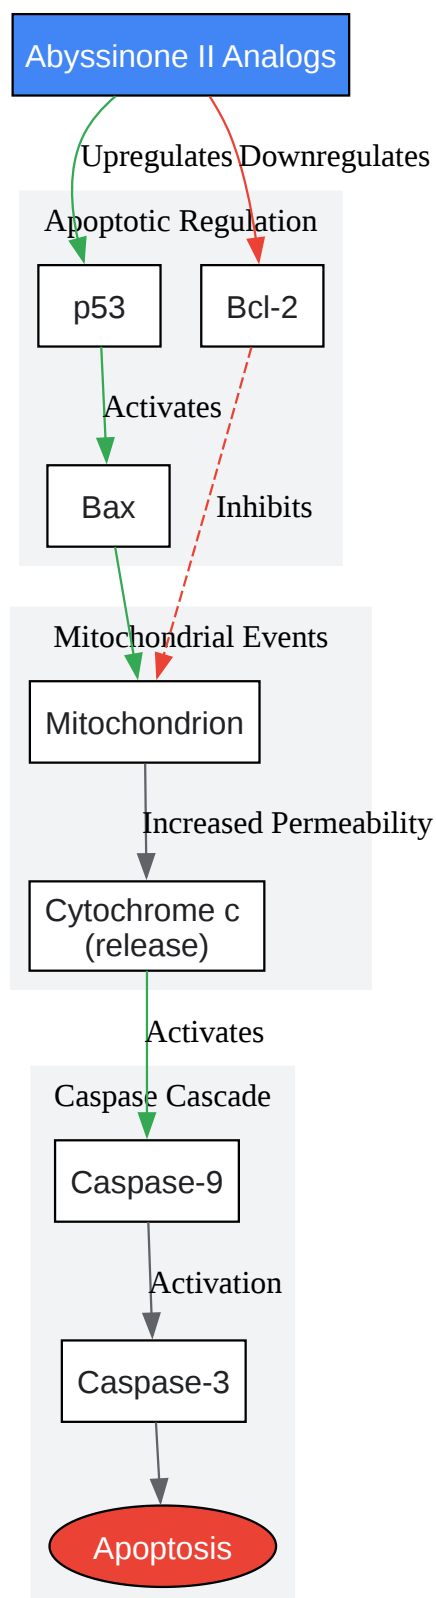 Abyssinone II Analogs
Upregulates
Downregulates
Apoptotic Regulation
p53
Bcl-2
Activates
Bax
Inhibits
Mitochondrial Events
Mitochondrion
Increased Permeability
Cytochrome c
(release)
Activates
Caspase Cascade
Caspase-9
Activation
Caspase-3
Apoptosis